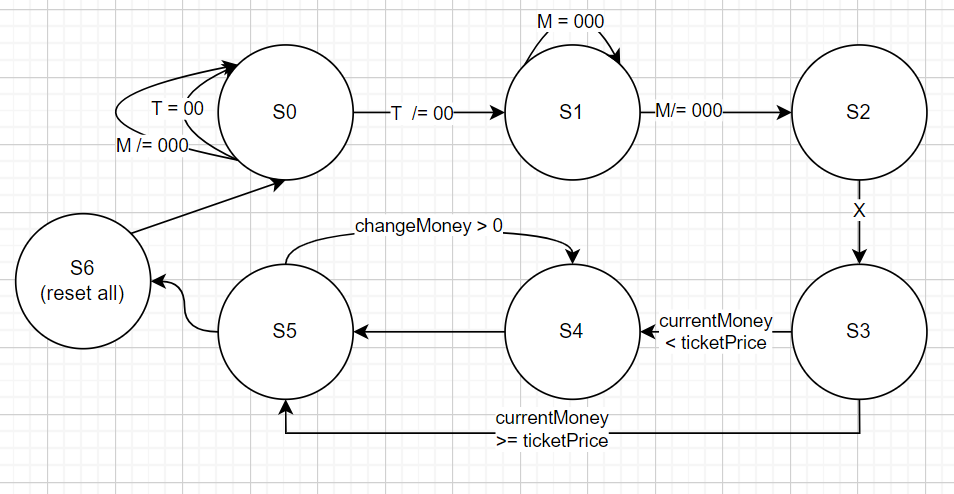 M = 000
T = 00
M /= 000
S0
T /= 00
S1
M/= 000
S2
X
S6
(reset all)
changeMoney > 0
S5
S4
currentMoney
< ticketPrice
S3
currentMoney
>= ticketPrice